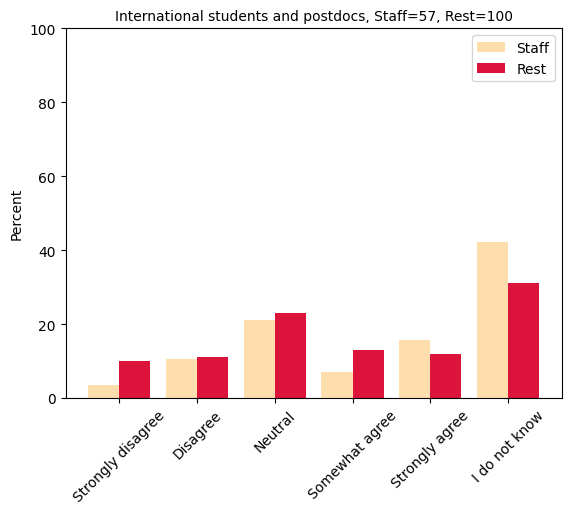 International students and postdocs, Staff=57, Rest=100
100
80
60
40
20
0
Percent
Staff
Rest
Strongly disagree
Disagree
Neutral
Somewhat agree
Strongly agree
I do not know